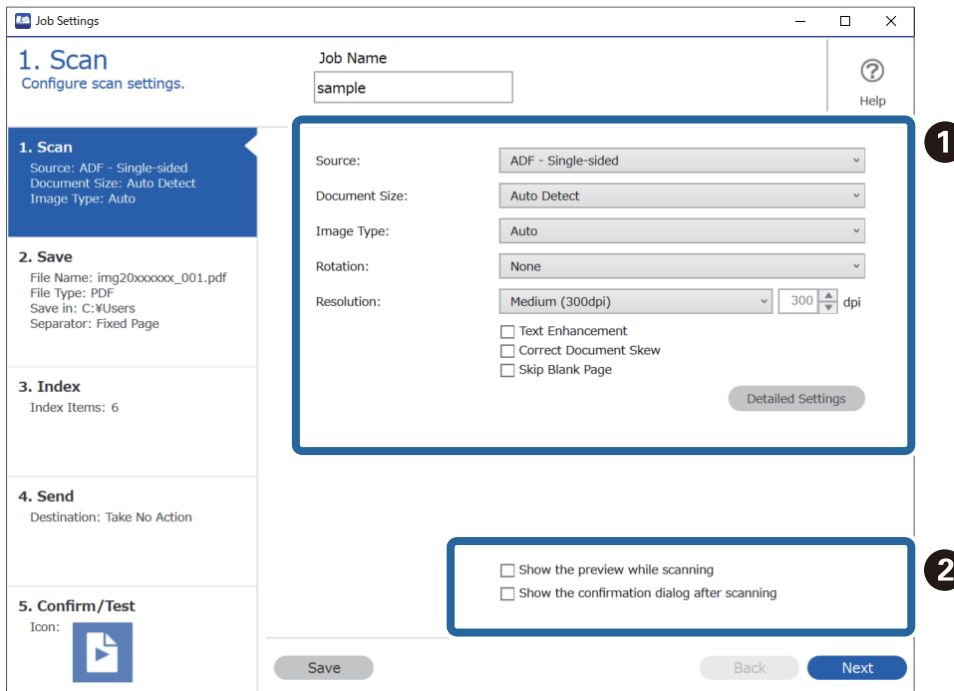 Job Settings
1. Scan
Configure scan settings.
Job Name
sample
Help
1. Scan
Source: ADF - Single-sided
Document Size: Auto Detect
Image Type: Auto
2. Save
File Name: img20xxxxxx_001.pdf
File Type: PDF
Save in: C:¥Users
Separator: Fixed Page
3. Index
Index Items: 6
4. Send
Destination: Take No Action
5. Confirm/Test
Icon:
1
Source: ADF - Single-sided
Document Size: Auto Detect
Image Type: Auto
Rotation: None
Resolution: Medium (300dpi) 300 dpi
Text Enhancement
Correct Document Skew
Skip Blank Page
Detailed Settings
2
Show the preview while scanning
Show the confirmation dialog after scanning
Save Back Next